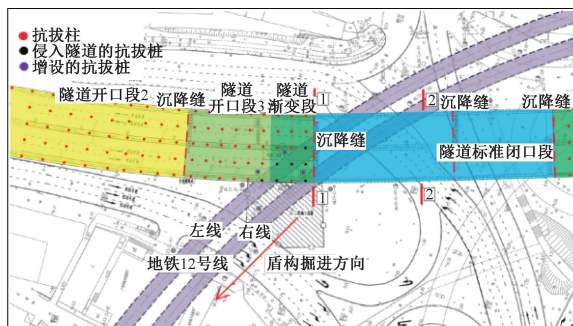 抗拔柱
侵入隧道的抗拔桩
增设的抗拔桩
1
2
隧道开口段2
沉降缝
隧道
开口段3
隧道
渐变段
沉降缝
沉降缝
沉降缝
隧道标准闭口段
1
2
左线
右线
地铁12号线
盾构掘进方向